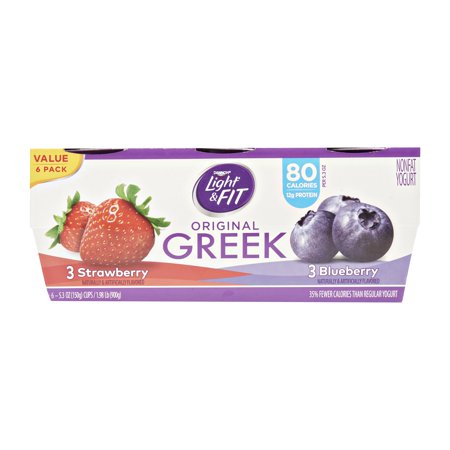 VALUE
6 PACK
DANNON
Light
& FIT
ORIGINAL
GREEK
80
CALORIES
PER 5.3 OZ
12g PROTEIN
NONFAT
YOGURT
3 Strawberry
NATURALLY & ARTIFICIALLY FLAVORED
3 Blueberry
NATURALLY & ARTIFICIALLY FLAVORED
6 – 5.3 OZ (150g) CUPS / 1.98 LB (900g)
35% FEWER CALORIES THAN REGULAR YOGURT